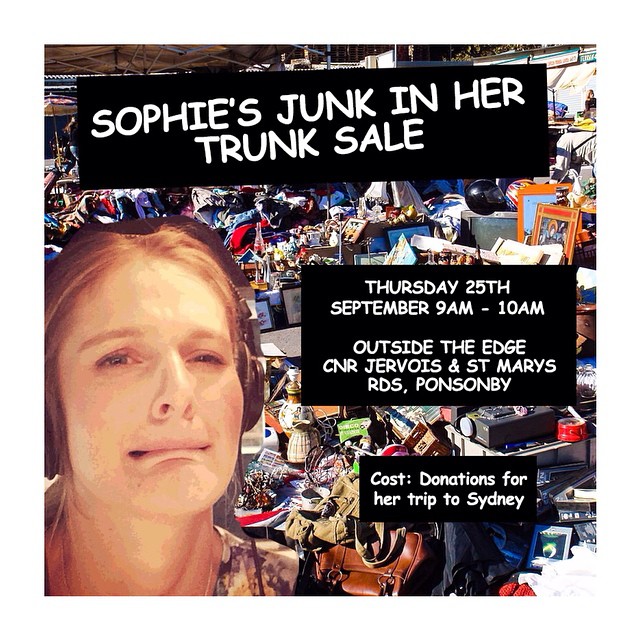 SOPHIE'S JUNK IN HER
TRUNK SALE
THURSDAY 25TH
SEPTEMBER 9AM - 10AM
OUTSIDE THE EDGE
CNR JERVOIS & ST MARYS
RDS, PONSONBY
Cost: Donations for
her trip to Sydney